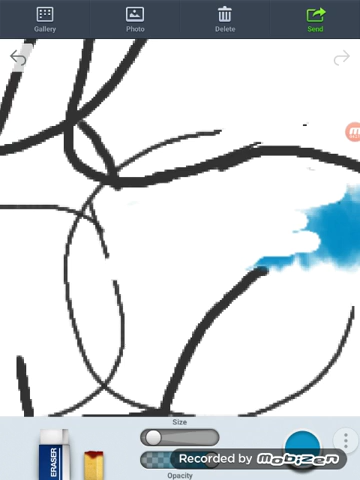 Gallery
Photo
Delete
Send
Size
ERASER
Recorded by mobizen
Opacity